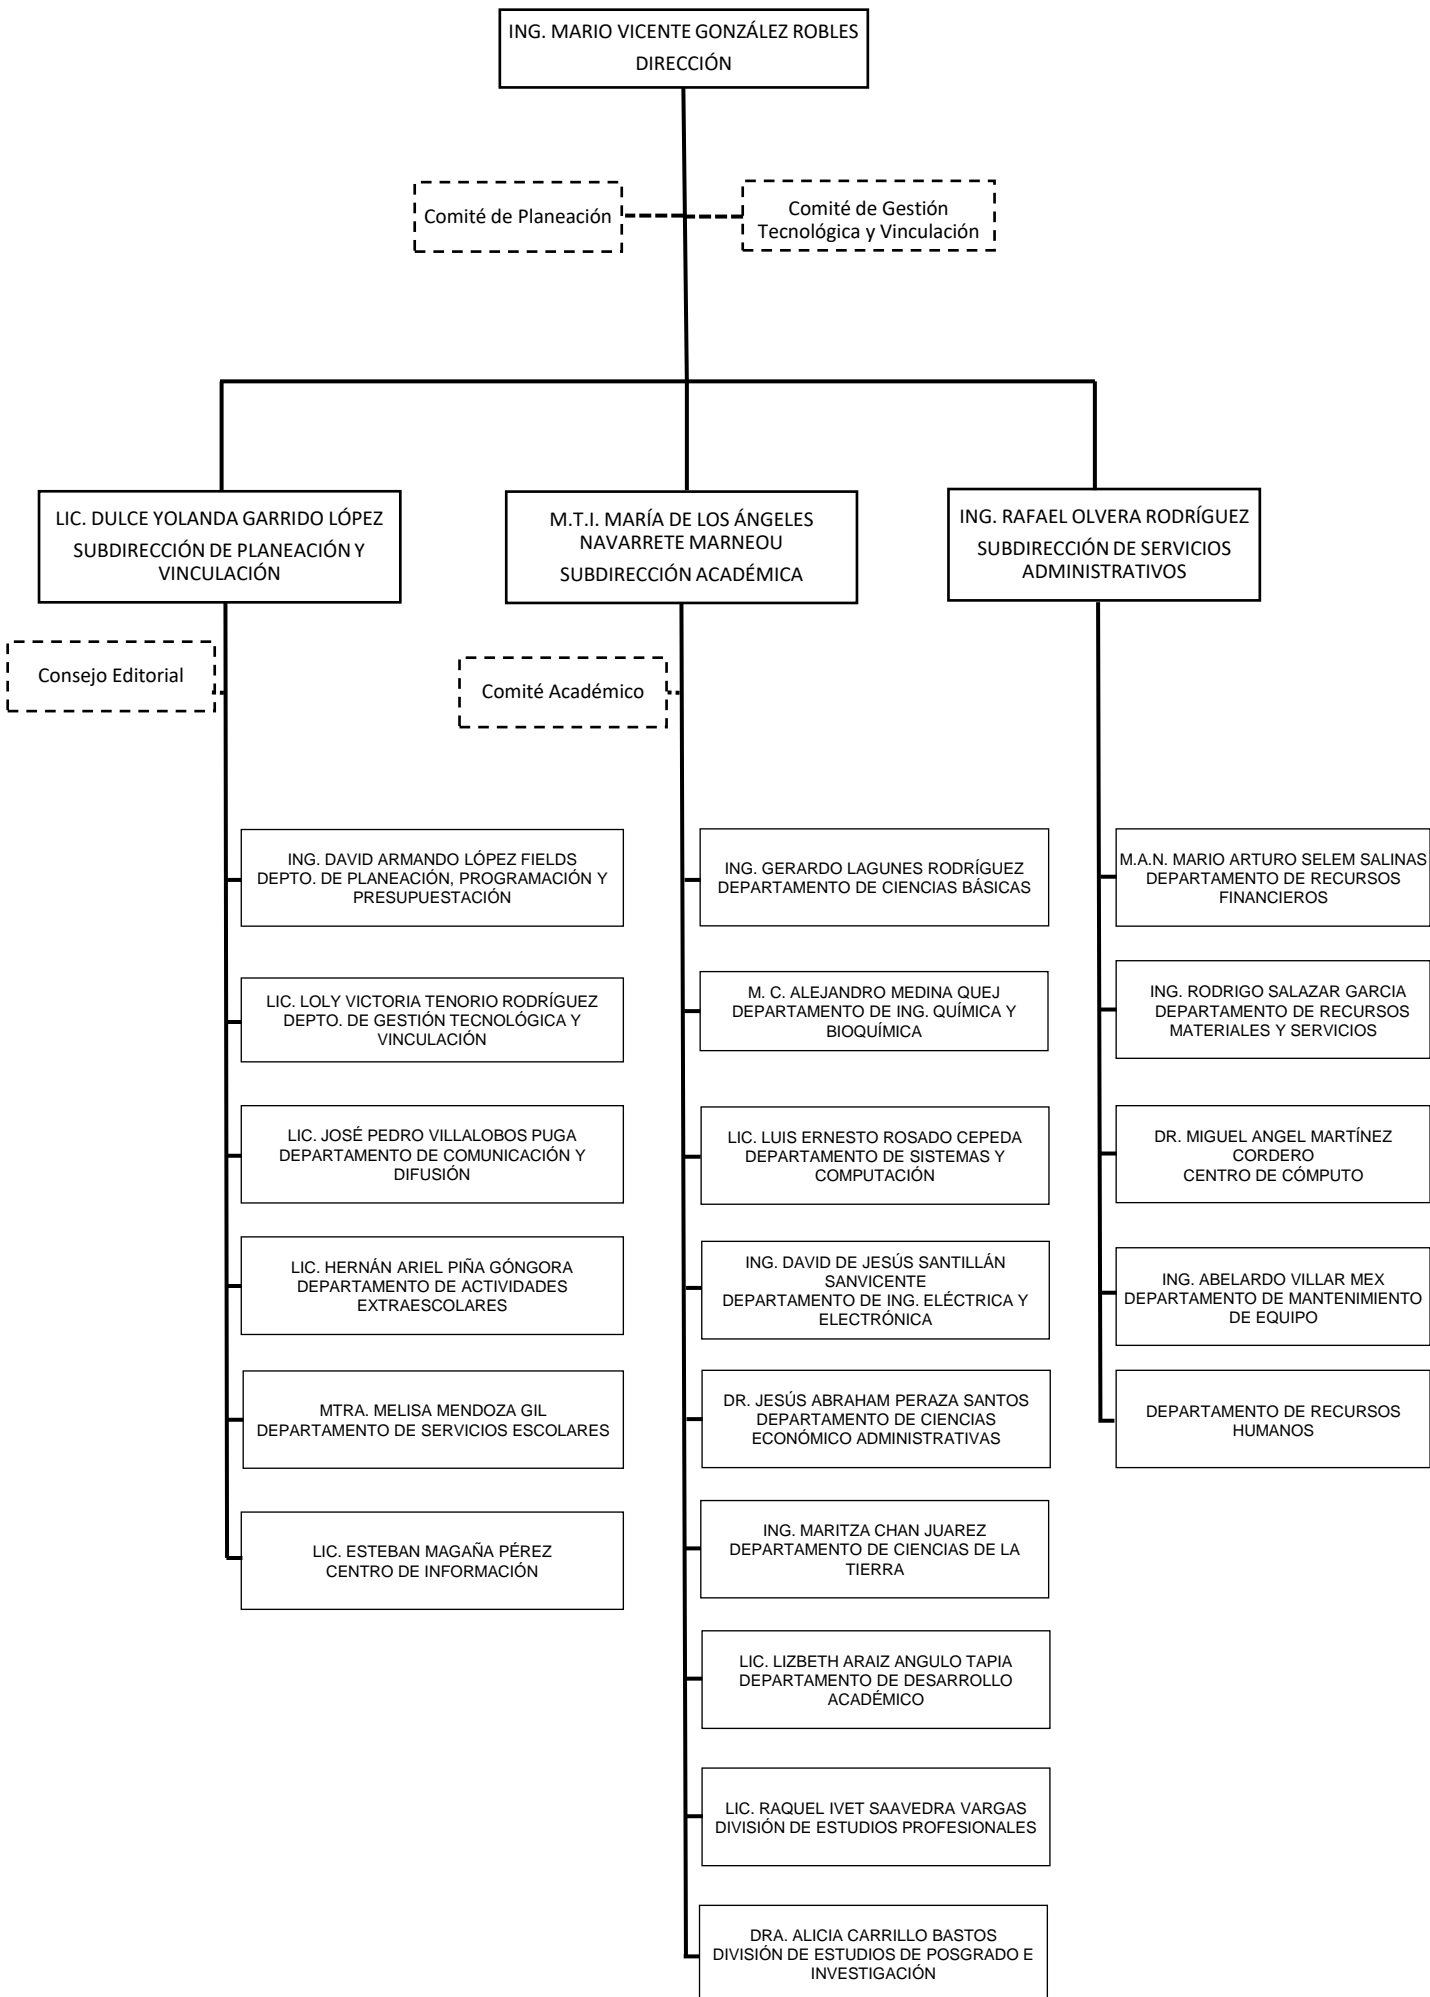 ING. MARIO VICENTE GONZÁLEZ ROBLES
DIRECCIÓN
Comité de Planeación
Comité de Gestión
Tecnológica y Vinculación
LIC. DULCE YOLANDA GARRIDO LÓPEZ
SUBDIRECCIÓN DE PLANEACIÓN Y
VINCULACIÓN
M.T.I. MARÍA DE LOS ÁNGELES
NAVARRETE MARNEOU
SUBDIRECCIÓN ACADÉMICA
ING. RAFAEL OLVERA RODRÍGUEZ
SUBDIRECCIÓN DE SERVICIOS
ADMINISTRATIVOS
Consejo Editorial
Comité Académico
ING. DAVID ARMANDO LÓPEZ FIELDS
DEPTO. DE PLANEACIÓN, PROGRAMACIÓN Y
PRESUPUESTACIÓN
LIC. LOLY VICTORIA TENORIO RODRÍGUEZ
DEPTO. DE GESTIÓN TECNOLÓGICA Y
VINCULACIÓN
LIC. JOSÉ PEDRO VILLALOBOS PUGA
DEPARTAMENTO DE COMUNICACIÓN Y
DIFUSIÓN
LIC. HERNÁN ARIEL PIÑA GÓNGORA
DEPARTAMENTO DE ACTIVIDADES
EXTRAESCOLARES
MTRA. MELISA MENDOZA GIL
DEPARTAMENTO DE SERVICIOS ESCOLARES
LIC. ESTEBAN MAGAÑA PÉREZ
CENTRO DE INFORMACIÓN
ING. GERARDO LAGUNES RODRÍGUEZ
DEPARTAMENTO DE CIENCIAS BÁSICAS
M. C. ALEJANDRO MEDINA QUEJ
DEPARTAMENTO DE ING. QUÍMICA Y
BIOQUÍMICA
LIC. LUIS ERNESTO ROSADO CEPEDA
DEPARTAMENTO DE SISTEMAS Y
COMPUTACIÓN
ING. DAVID DE JESÚS SANTILLÁN
SANVICENTE
DEPARTAMENTO DE ING. ELÉCTRICA Y
ELECTRÓNICA
DR. JESÚS ABRAHAM PERAZA SANTOS
DEPARTAMENTO DE CIENCIAS
ECONÓMICO ADMINISTRATIVAS
ING. MARITZA CHAN JUAREZ
DEPARTAMENTO DE CIENCIAS DE LA
TIERRA
LIC. LIZBETH ARAIZ ANGULO TAPIA
DEPARTAMENTO DE DESARROLLO
ACADÉMICO
LIC. RAQUEL IVET SAAVEDRA VARGAS
DIVISIÓN DE ESTUDIOS PROFESIONALES
DRA. ALICIA CARRILLO BASTOS
DIVISIÓN DE ESTUDIOS DE POSGRADO E
INVESTIGACIÓN
M.A.N. MARIO ARTURO SELEM SALINAS
DEPARTAMENTO DE RECURSOS
FINANCIEROS
ING. RODRIGO SALAZAR GARCIA
DEPARTAMENTO DE RECURSOS
MATERIALES Y SERVICIOS
DR. MIGUEL ANGEL MARTÍNEZ
CORDERO
CENTRO DE CÓMPUTO
ING. ABELARDO VILLAR MEX
DEPARTAMENTO DE MANTENIMIENTO
DE EQUIPO
DEPARTAMENTO DE RECURSOS
HUMANOS